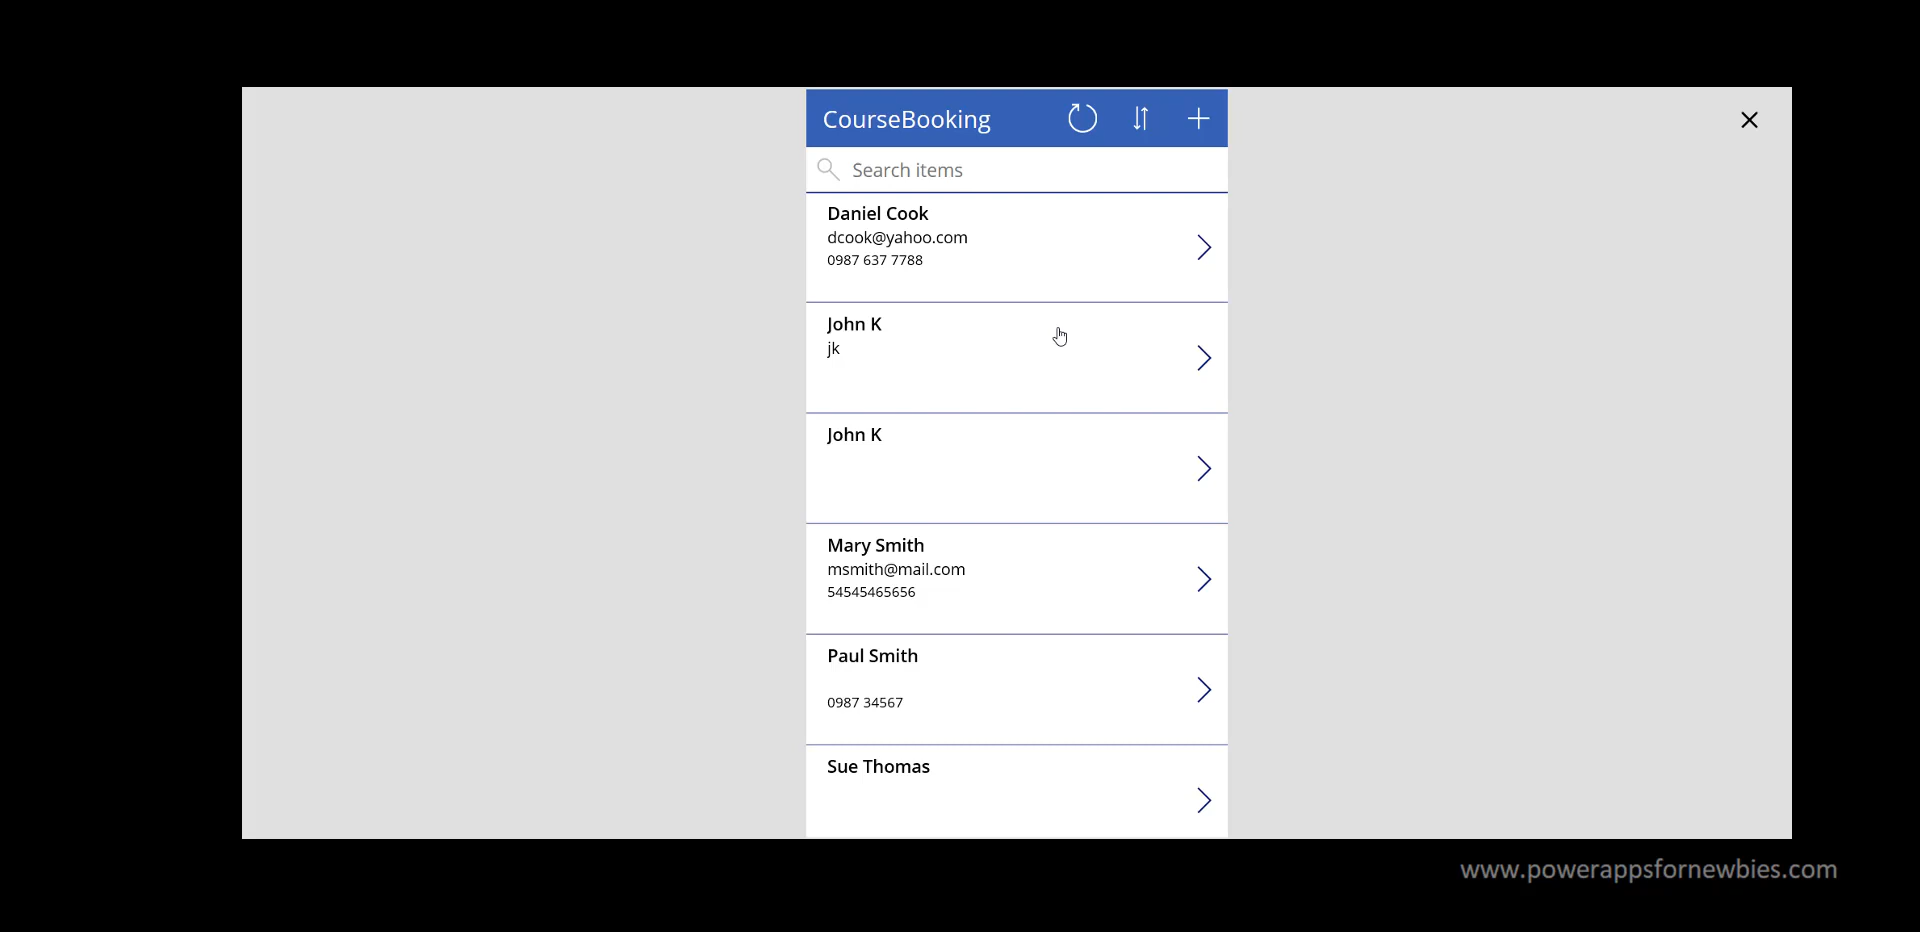 CourseBooking
Search items
Daniel Cook
dcook@yahoo.com
0987 637 7788
John K
jk
John K
Mary Smith
msmith@mail.com
54545465656
Paul Smith
0987 34567
Sue Thomas
www.powerappsfornewbies.com